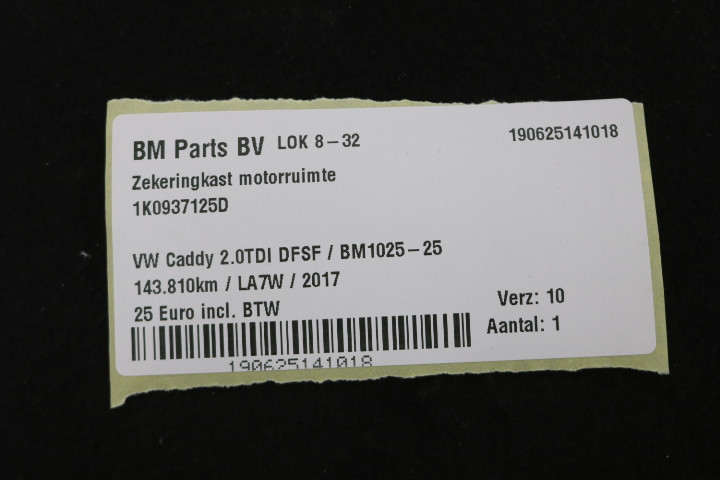 BM Parts BV LOK 8-32 190625141018
Zekeringkast motorruimte
1K0937125D
VW Caddy 2.0TDI DFSF / BM1025-25
143.810km / LA7W / 2017
25 Euro incl. BTW
Verz: 10
Aantal: 1
190625141018